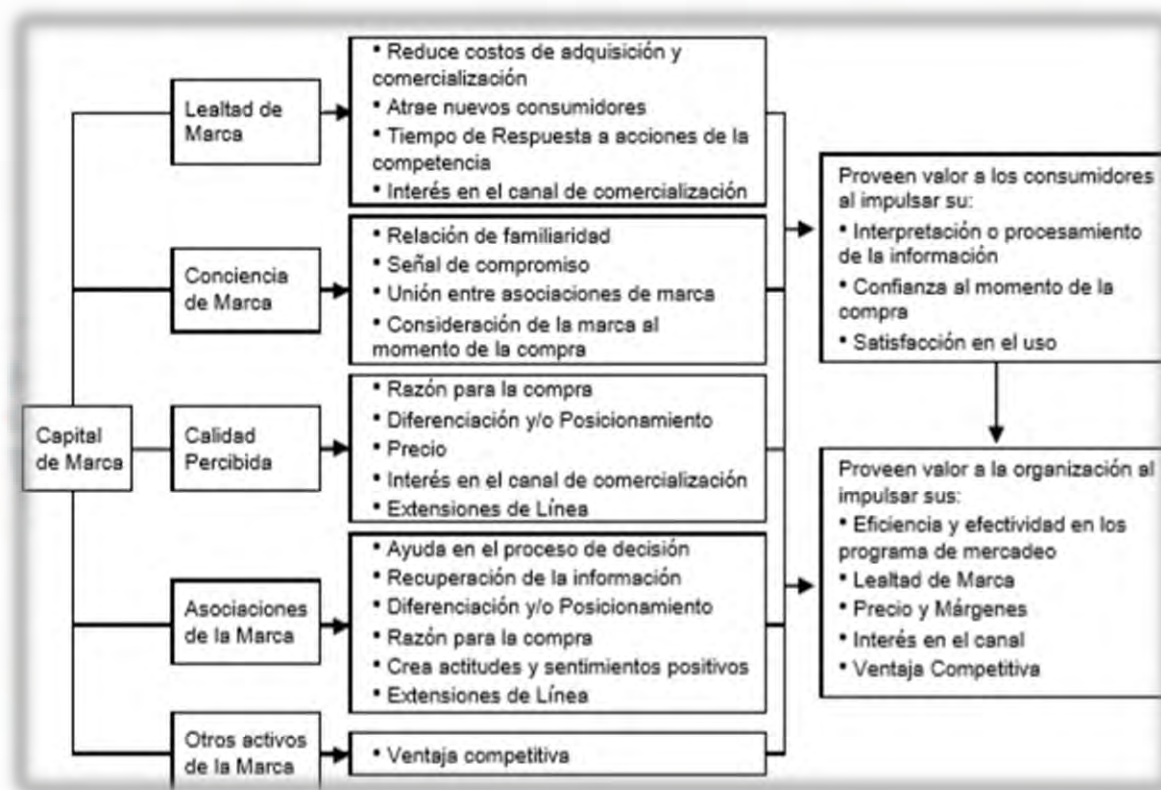 Capital
de Marca
Lealtad de
Marca
• Reduce costos de adquisición y
comercialización
• Atrae nuevos consumidores
• Tiempo de Respuesta a acciones de la
competencia
• Interés en el canal de comercialización
Conciencia
de Marca
• Relación de familiaridad
• Señal de compromiso
• Unión entre asociaciones de marca
• Consideración de la marca al
momento de la compra
Calidad
Percibida
• Razón para la compra
• Diferenciación y/o Posicionamiento
• Precio
• Interés en el canal de comercialización
• Extensiones de Línea
Asociaciones
de la Marca
• Ayuda en el proceso de decisión
• Recuperación de la información
• Diferenciación y/o Posicionamiento
• Razón para la compra
• Crea actitudes y sentimientos positivos
• Extensiones de Línea
Otros activos
de la Marca
• Ventaja competitiva
Proveen valor a los consumidores
al impulsar su:
• Interpretación o procesamiento
de la información
• Confianza al momento de la
compra
• Satisfacción en el uso
Proveen valor a la organización al
impulsar sus:
• Eficiencia y efectividad en los
programa de mercadeo
• Lealtad de Marca
• Precio y Márgenes
• Interés en el canal
• Ventaja Competitiva